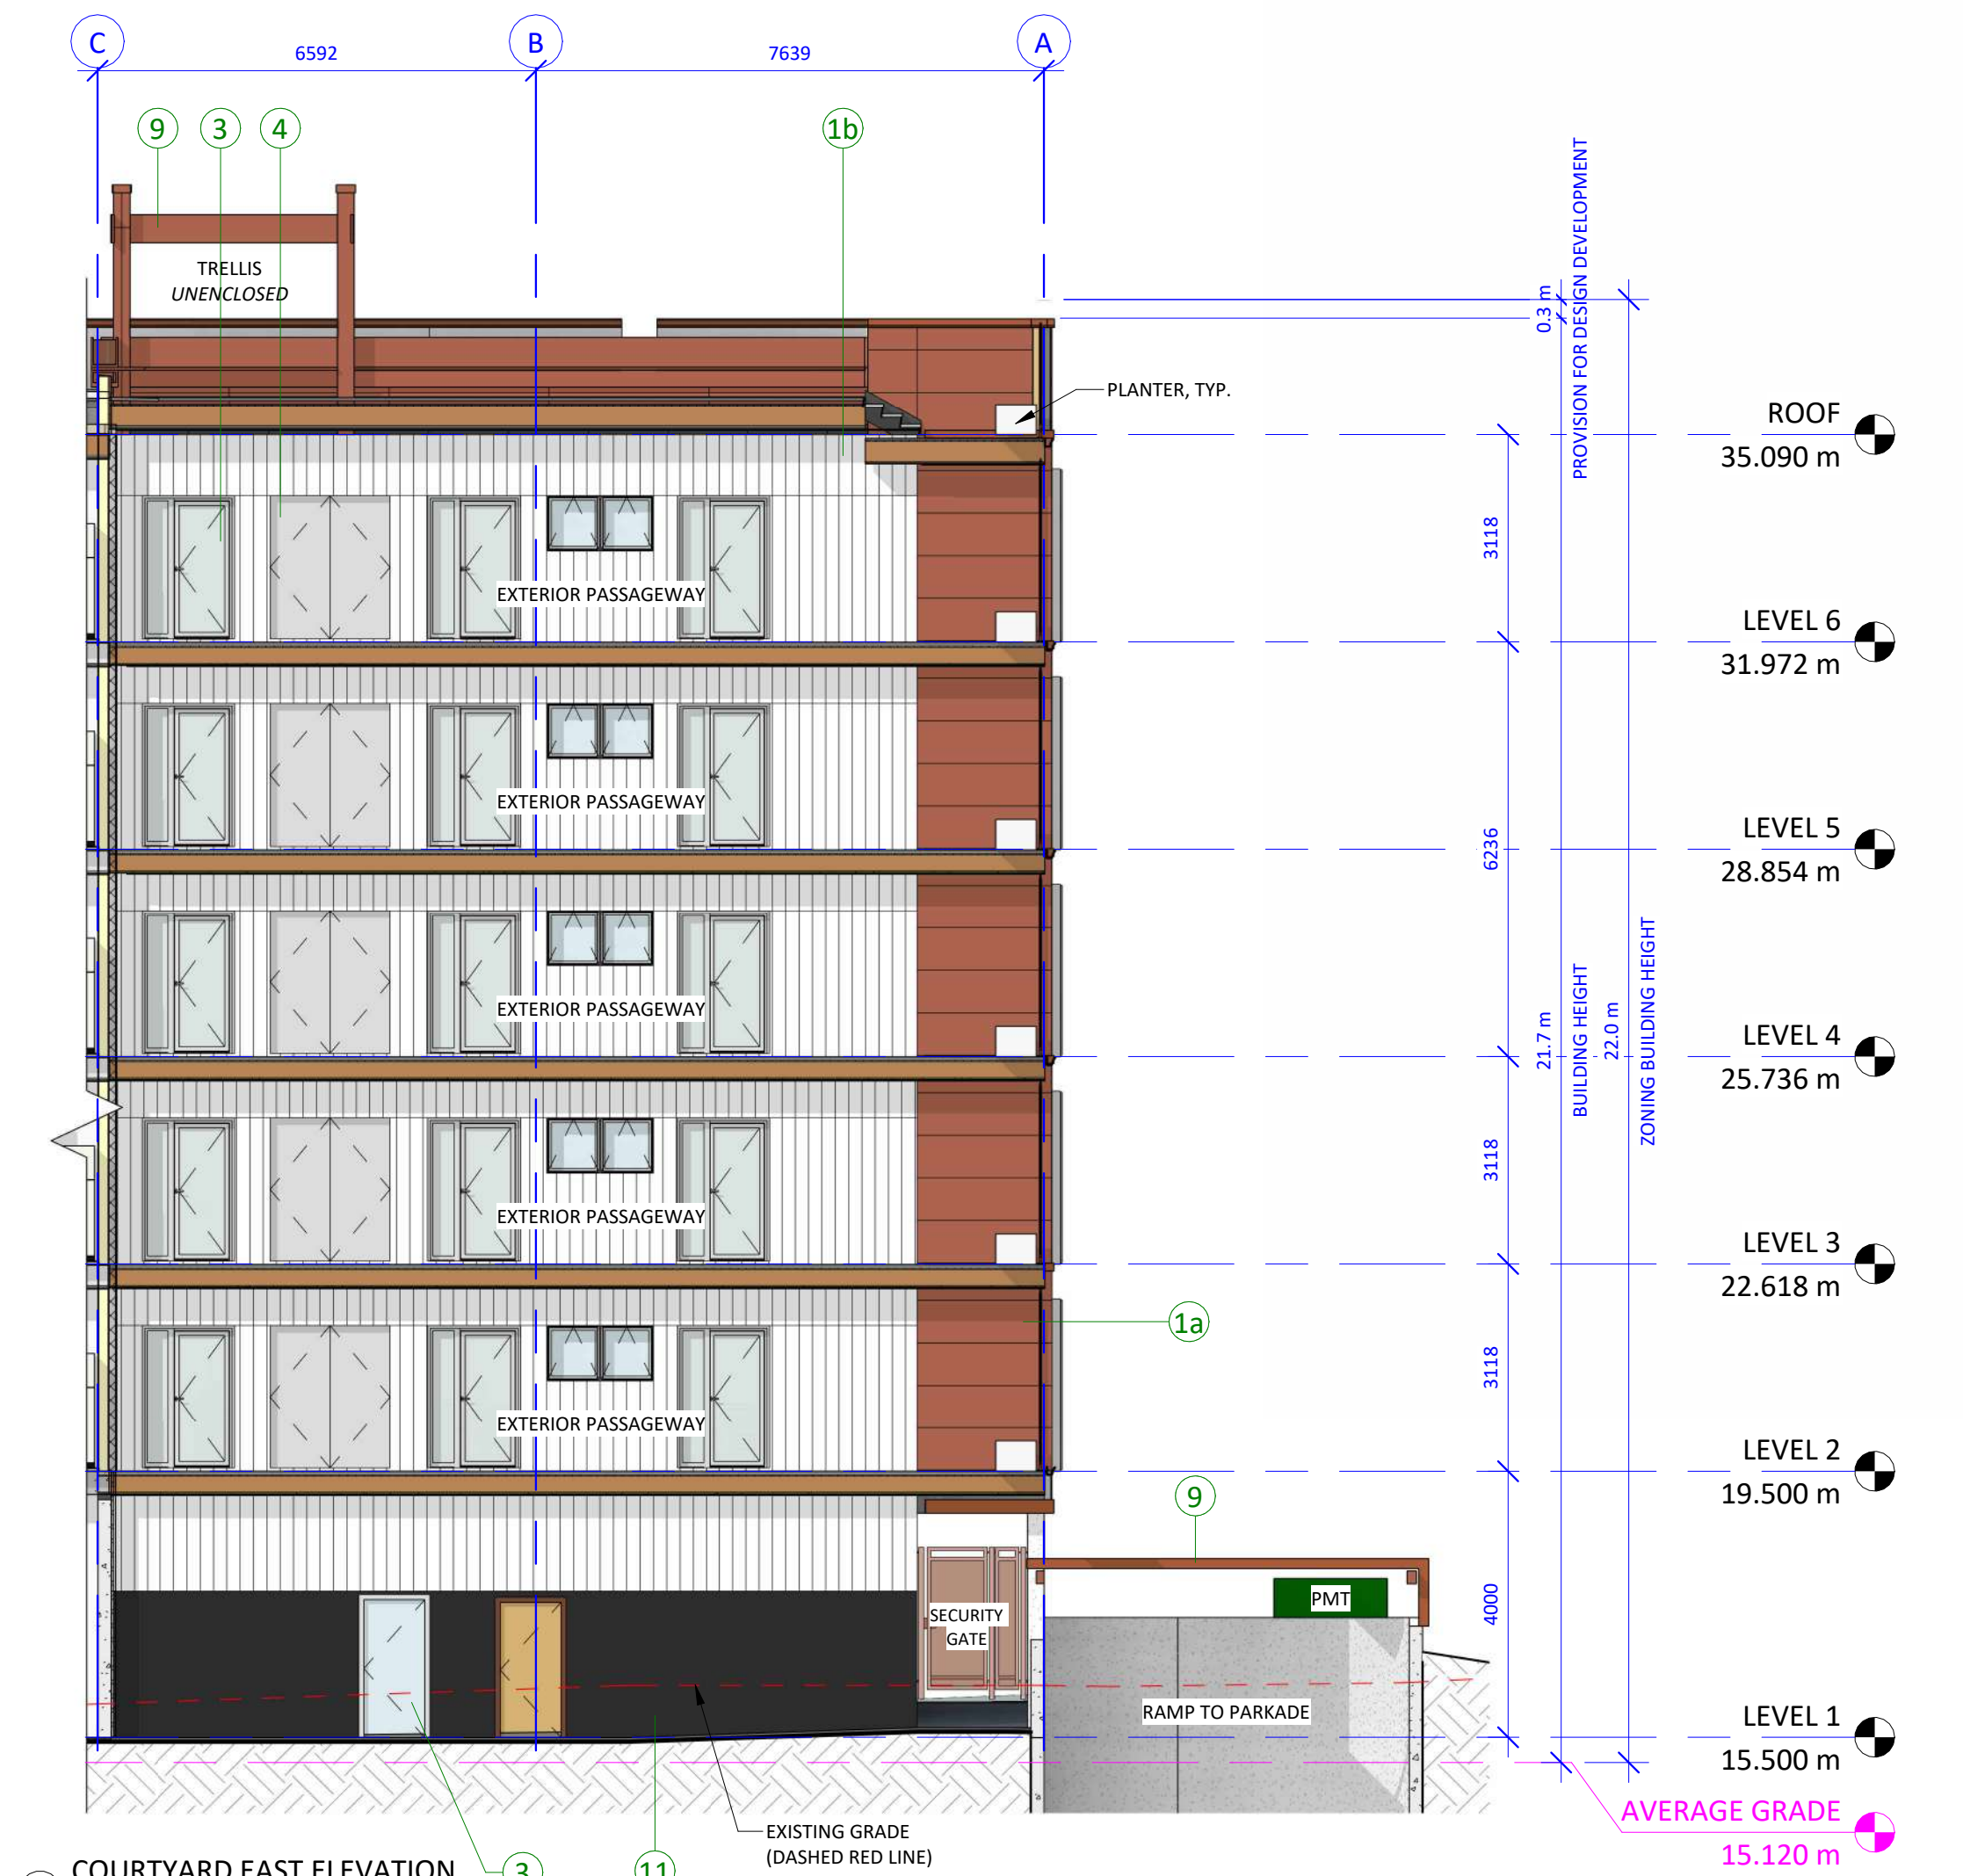 C
B
A
6592
7639
9
3
4
1b
TRELLIS
UNENCLOSED
PLANTER, TYP.
0.3 m
PROVISION FOR DESIGN DEVELOPMENT
ROOF
35.090 m
3118
EXTERIOR PASSAGEWAY
LEVEL 6
31.972 m
EXTERIOR PASSAGEWAY
6236
LEVEL 5
28.854 m
EXTERIOR PASSAGEWAY
21.7 m
BUILDING HEIGHT
22.0 m
ZONING BUILDING HEIGHT
LEVEL 4
25.736 m
3118
EXTERIOR PASSAGEWAY
LEVEL 3
22.618 m
1a
3118
EXTERIOR PASSAGEWAY
LEVEL 2
19.500 m
9
4000
PMT
SECURITY
GATE
RAMP TO PARKADE
LEVEL 1
15.500 m
AVERAGE GRADE
15.120 m
EXISTING GRADE
(DASHED RED LINE)
COURTYARD EAST ELEVATION
3
11